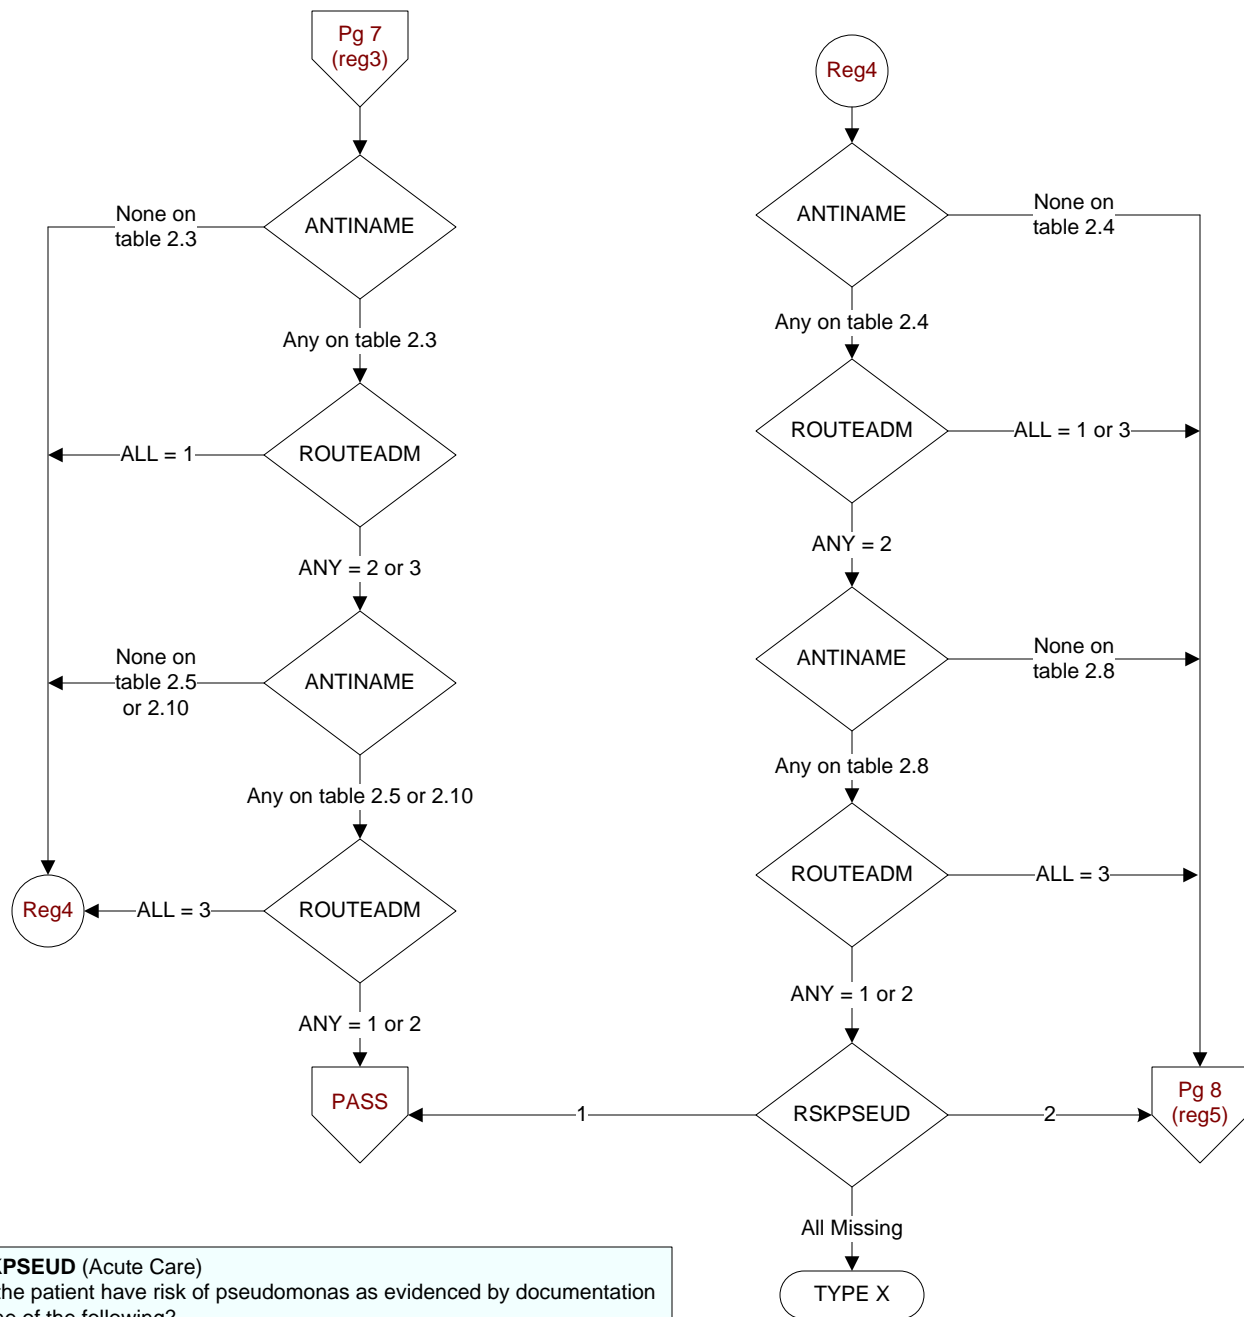 Pg 7
(reg3)
ANTINAME
None on
table 2.3
Any on table 2.3
ROUTEADM
ALL = 1
ANY = 2 or 3
ANTINAME
None on
table 2.5
or 2.10
Any on table 2.5 or 2.10
ROUTEADM
ALL = 3
Reg4
ANY = 1 or 2
PASS
Reg4
ANTINAME
None on
table 2.4
Any on table 2.4
ROUTEADM
ALL = 1 or 3
ANY = 2
ANTINAME
None on
table 2.8
Any on table 2.8
ROUTEADM
ALL = 3
ANY = 1 or 2
RSKPSEUD
1
2
Pg 8
(reg5)
All Missing
TYPE X
KPSEUD (Acute Care)
the patient have risk of pseudomonas as evidenced by documentation
of the following?